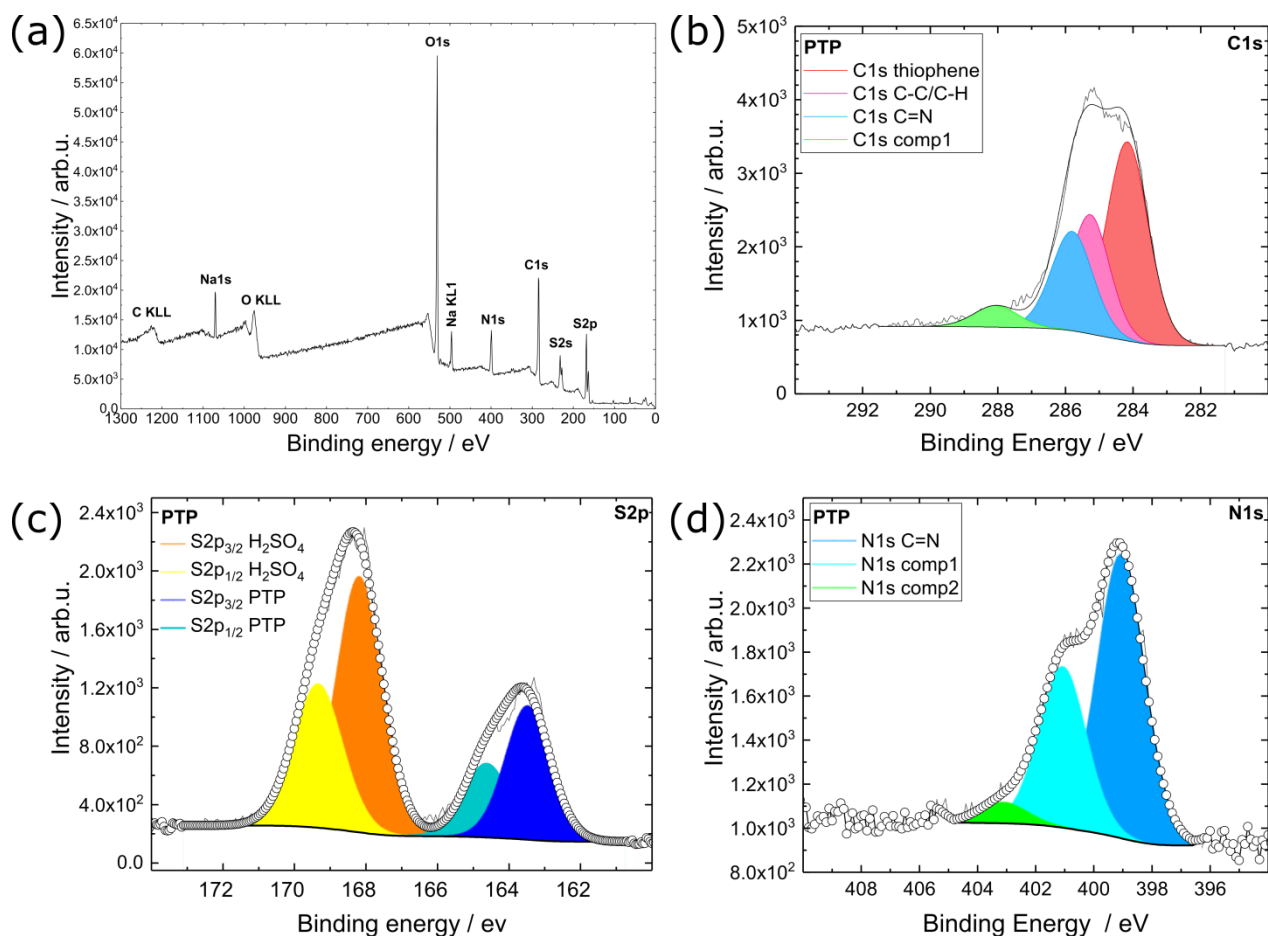 (a)
6.5x10⁴
6.0x10⁴
5.5x10⁴
5.0x10⁴
4.5x10⁴
4.0x10⁴
3.5x10⁴
3.0x10⁴
2.5x10⁴
2.0x10⁴
1.5x10⁴
1.0x10⁴
5.0x10³
0.0
Intensity / arb.u.
C KLL
Na1s
O KLL
O1s
Na KL1
N1s
C1s
S2s
S2p
1300 1200 1100 1000 900 800 700 600 500 400 300 200 100 0
Binding energy / eV
(b)
PTP
C1s
C1s thiophene
C1s C-C/C-H
C1s C=N
C1s comp1
5x10³
4x10³
3x10³
2x10³
1x10³
0
Intensity / arb.u.
292 290 288 286 284 282
Binding Energy / eV
(c)
PTP
S2p
S2p₃/₂ H₂SO₄
S2p₁/₂ H₂SO₄
S2p₃/₂ PTP
S2p₁/₂ PTP
2.4x10³
2.0x10³
1.6x10³
1.2x10³
8.0x10²
4.0x10²
0.0
Intensity / arb.u.
172 170 168 166 164 162
Binding energy / ev
(d)
PTP
N1s
N1s C=N
N1s comp1
N1s comp2
2.4x10³
2.2x10³
2.0x10³
1.8x10³
1.6x10³
1.4x10³
1.2x10³
1.0x10³
8.0x10²
Intensity / arb.u.
408 406 404 402 400 398 396
Binding Energy / eV